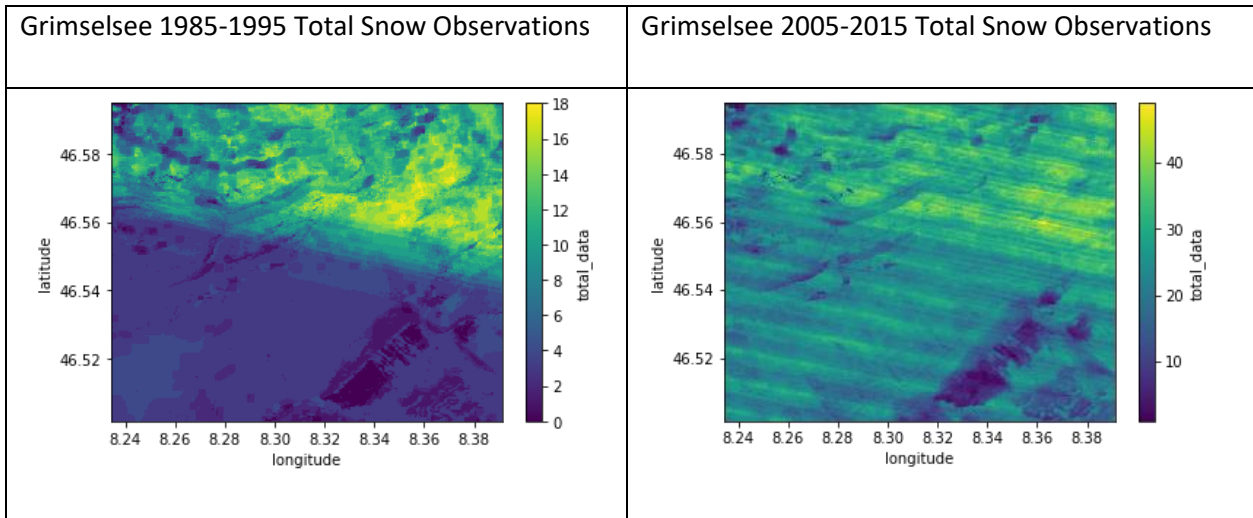 Grimselsee 1985-1995 Total Snow Observations
Grimselsee 2005-2015 Total Snow Observations
46.58
46.56
46.54
46.52
latitude
8.24 8.26 8.28 8.30 8.32 8.34 8.36 8.38
longitude
18
16
14
12
10
8
6
4
2
0
total_data
46.58
46.56
46.54
46.52
latitude
8.24 8.26 8.28 8.30 8.32 8.34 8.36 8.38
longitude
40
30
20
10
total_data